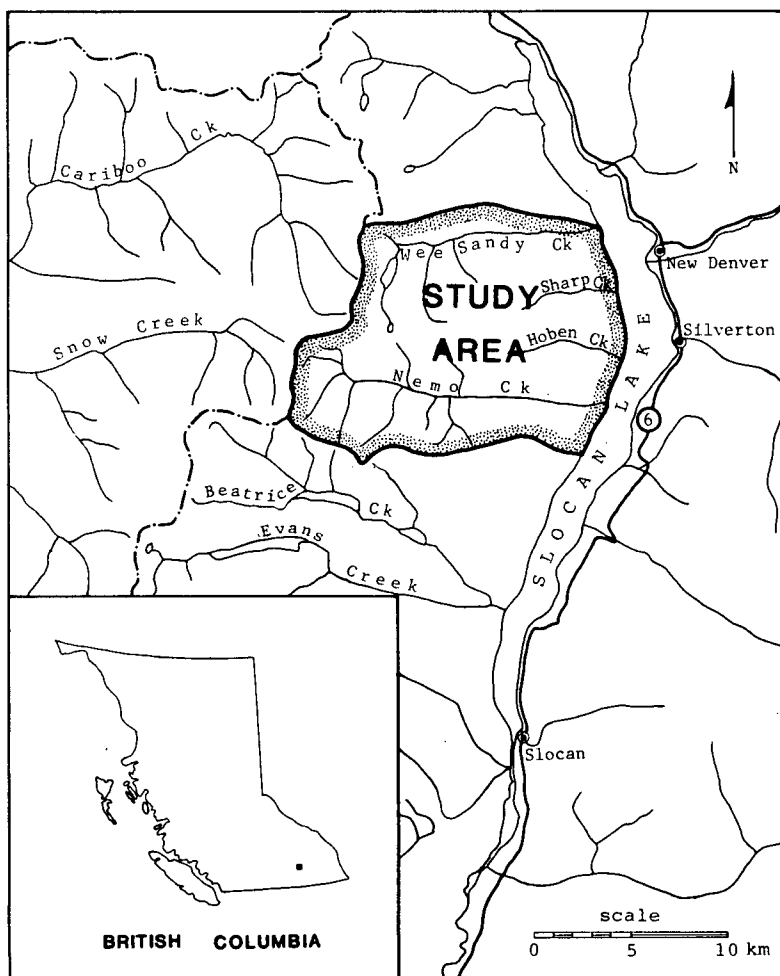 Cariboo Ck
N
Wee Sandy Ck
New Denver
STUDY
Sharp Ck
Silverton
AREA
Hoben Ck
Snow Creek
Nemo Ck
6
SLOCAN LAKE
Beatrice Ck
Evans Creek
Slocan
scale
0 5 10 km
BRITISH COLUMBIA